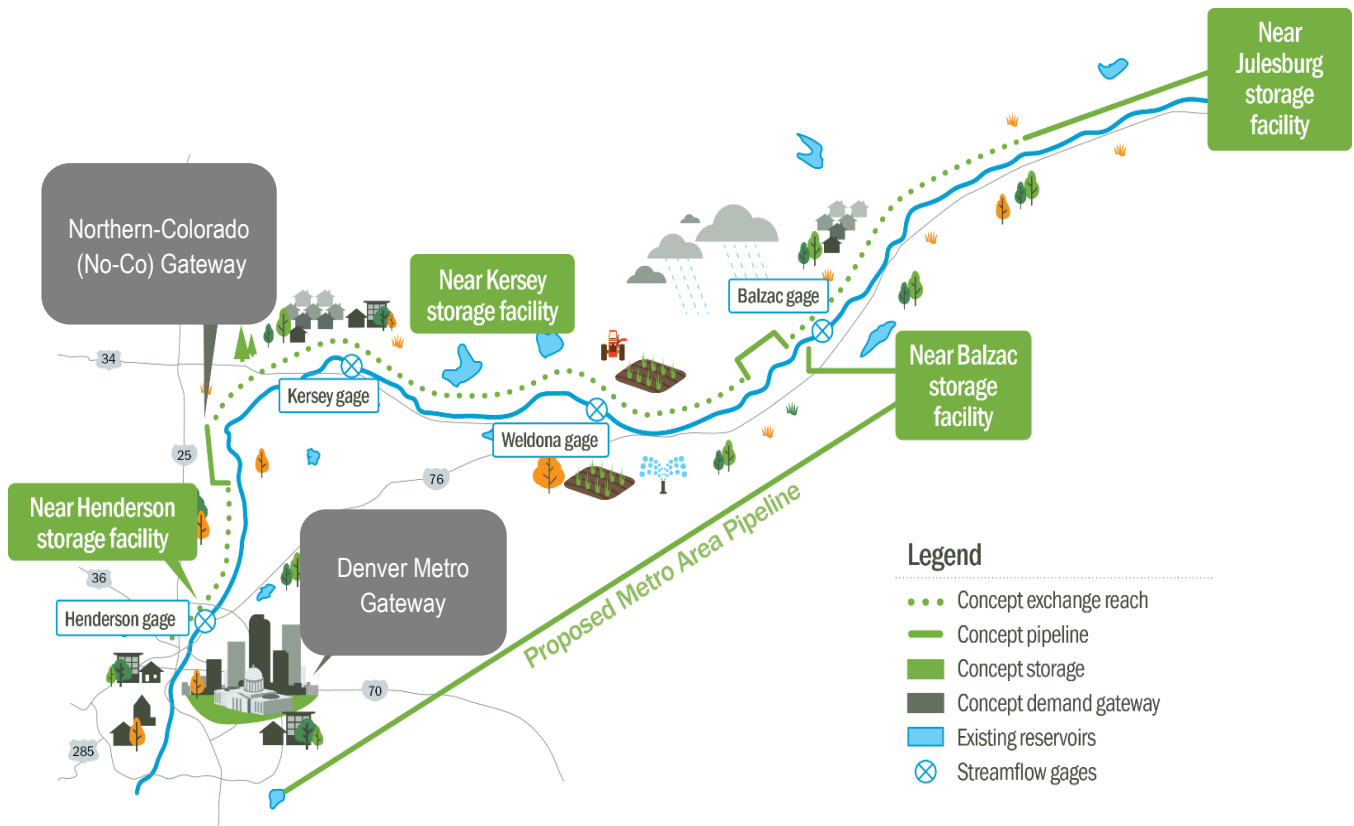 Near
Julesburg
storage
facility
Northern-Colorado
(No-Co) Gateway
Near Kersey
storage facility
Balzac gage
34
Kersey gage
Near Balzac
storage
facility
Weldona gage
25
76
Near Henderson
storage facility
Proposed Metro Area Pipeline
Denver Metro
Gateway
36
Henderson gage
70
285
Legend
Concept exchange reach
Concept pipeline
Concept storage
Concept demand gateway
Existing reservoirs
Streamflow gages